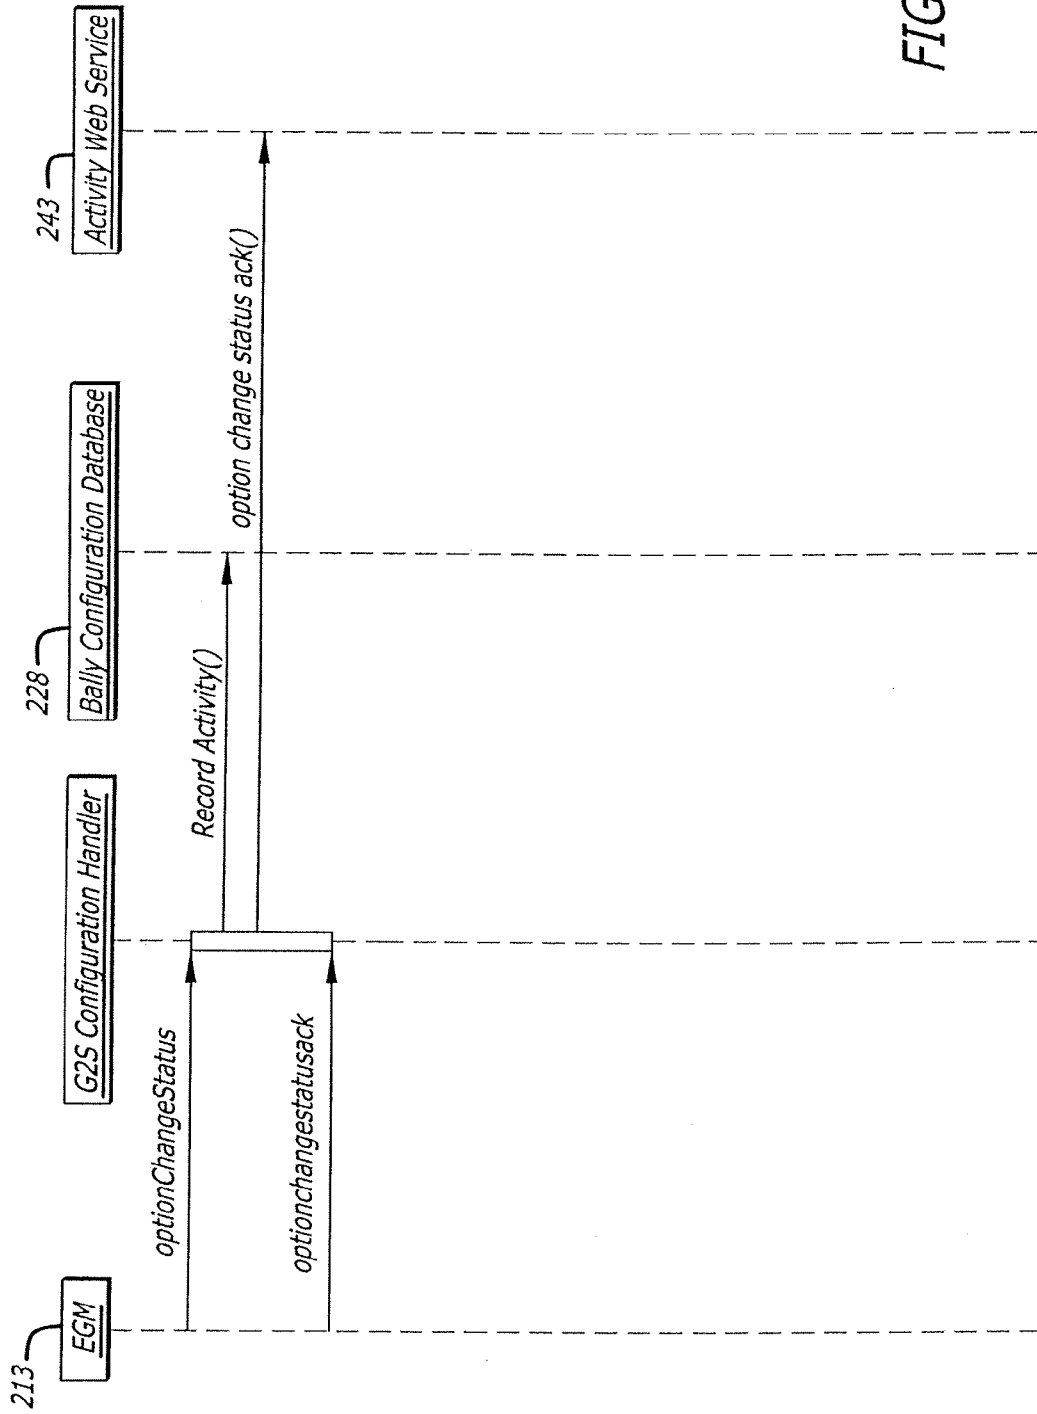 213
EGM
G2S Configuration Handler
228
Bally Configuration Database
243
Activity Web Service
optionChangeStatus
Record Activity()
option change status ack()
optionchangestatusack
FIG